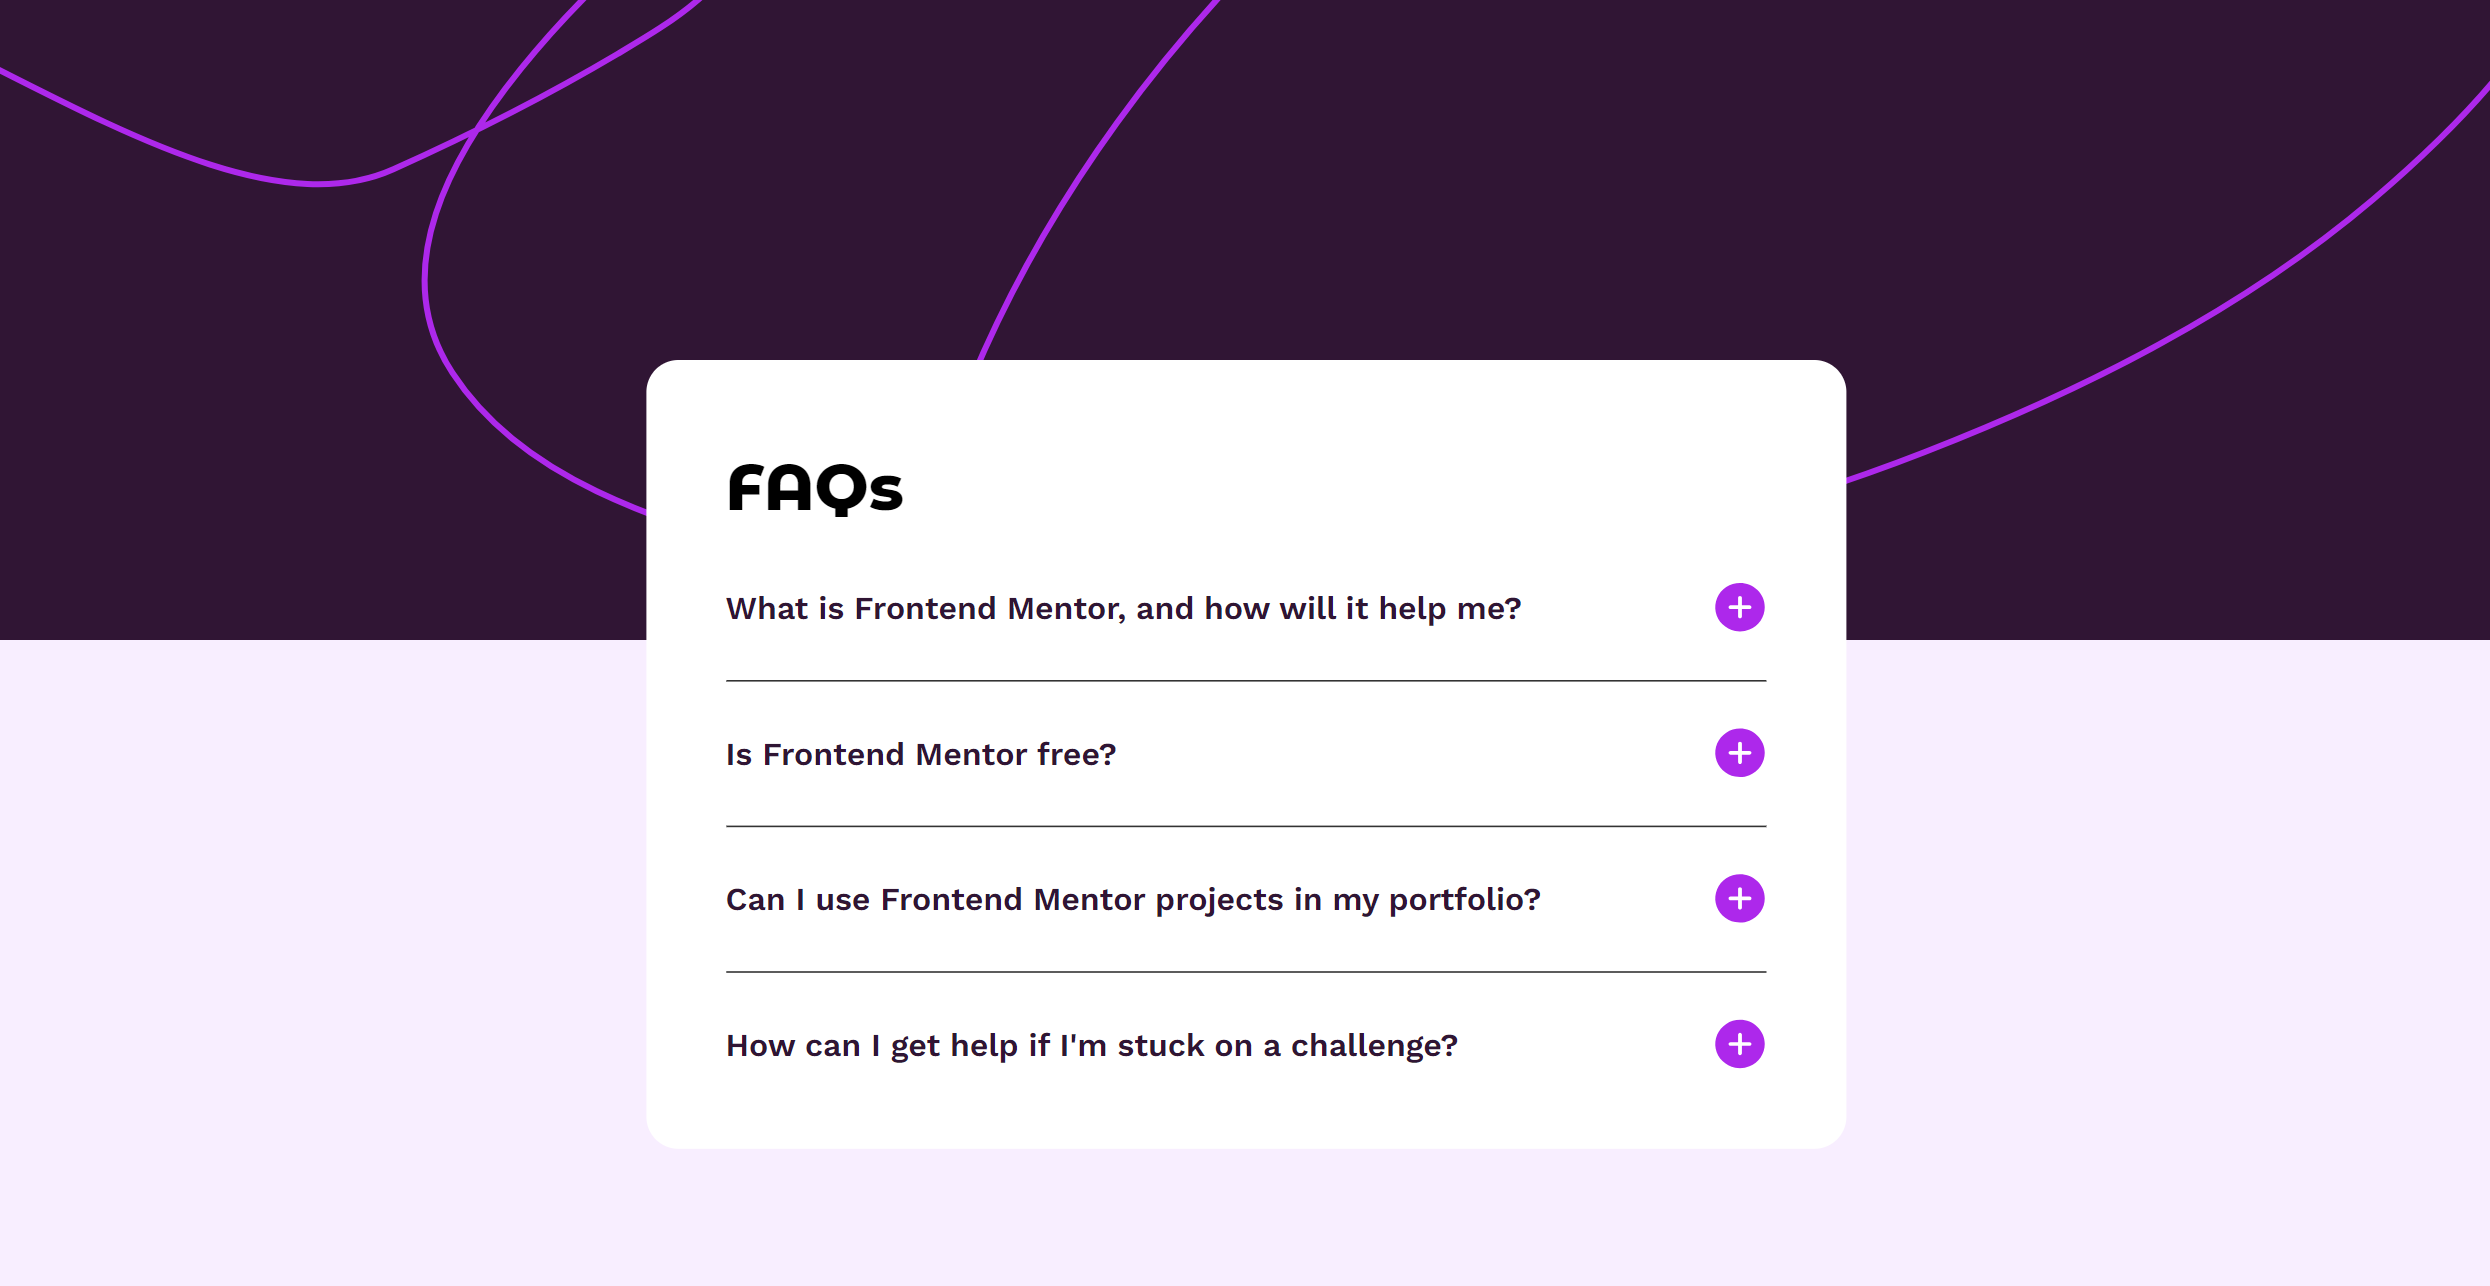 FAQs
What is Frontend Mentor, and how will it help me?
Is Frontend Mentor free?
Can I use Frontend Mentor projects in my portfolio?
How can I get help if I'm stuck on a challenge?